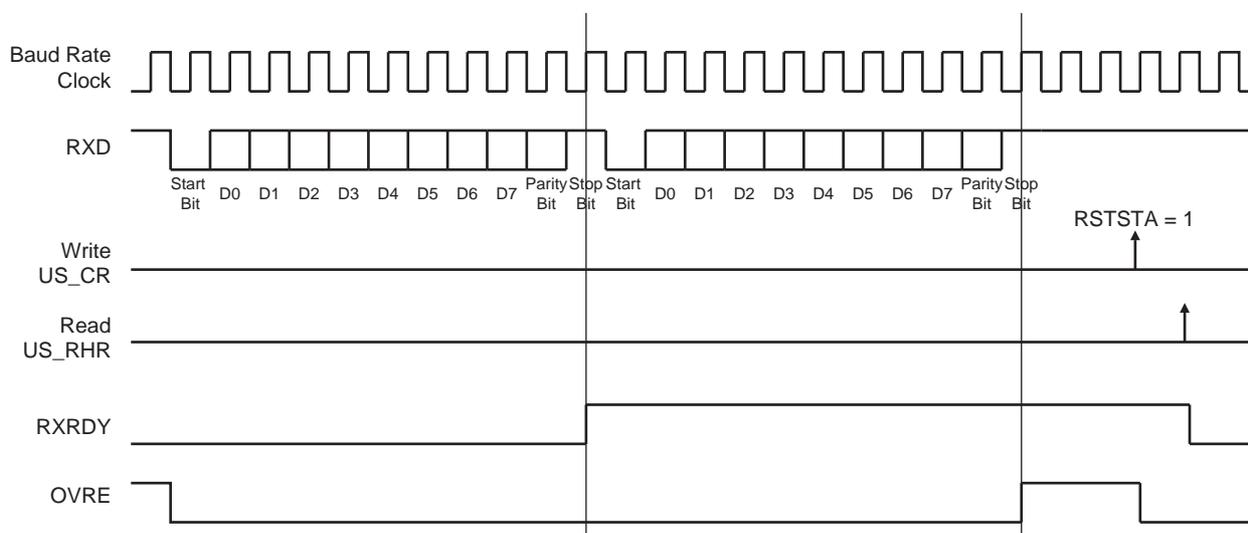 Baud Rate
Clock
RXD
Start
Bit
D0
D1
D2
D3
D4
D5
D6
D7
Parity
Bit
Stop
Bit
Start
Bit
D0
D1
D2
D3
D4
D5
D6
D7
Parity
Bit
Stop
Bit
RSTSTA = 1
Write
US_CR
Read
US_RHR
RXRDY
OVRE